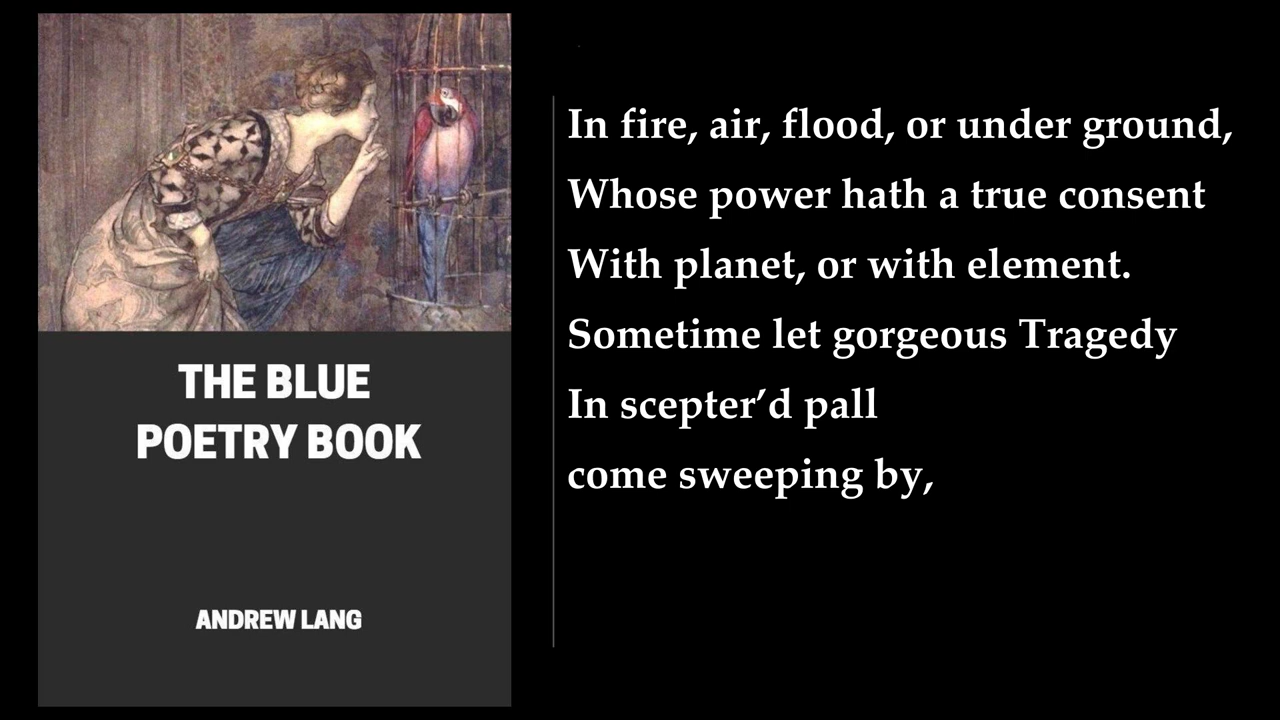 THE BLUE
POETRY BOOK
ANDREW LANG
In fire, air, flood, or under ground,
Whose power hath a true consent
With planet, or with element.
Sometime let gorgeous Tragedy
In scepter’d pall
come sweeping by,